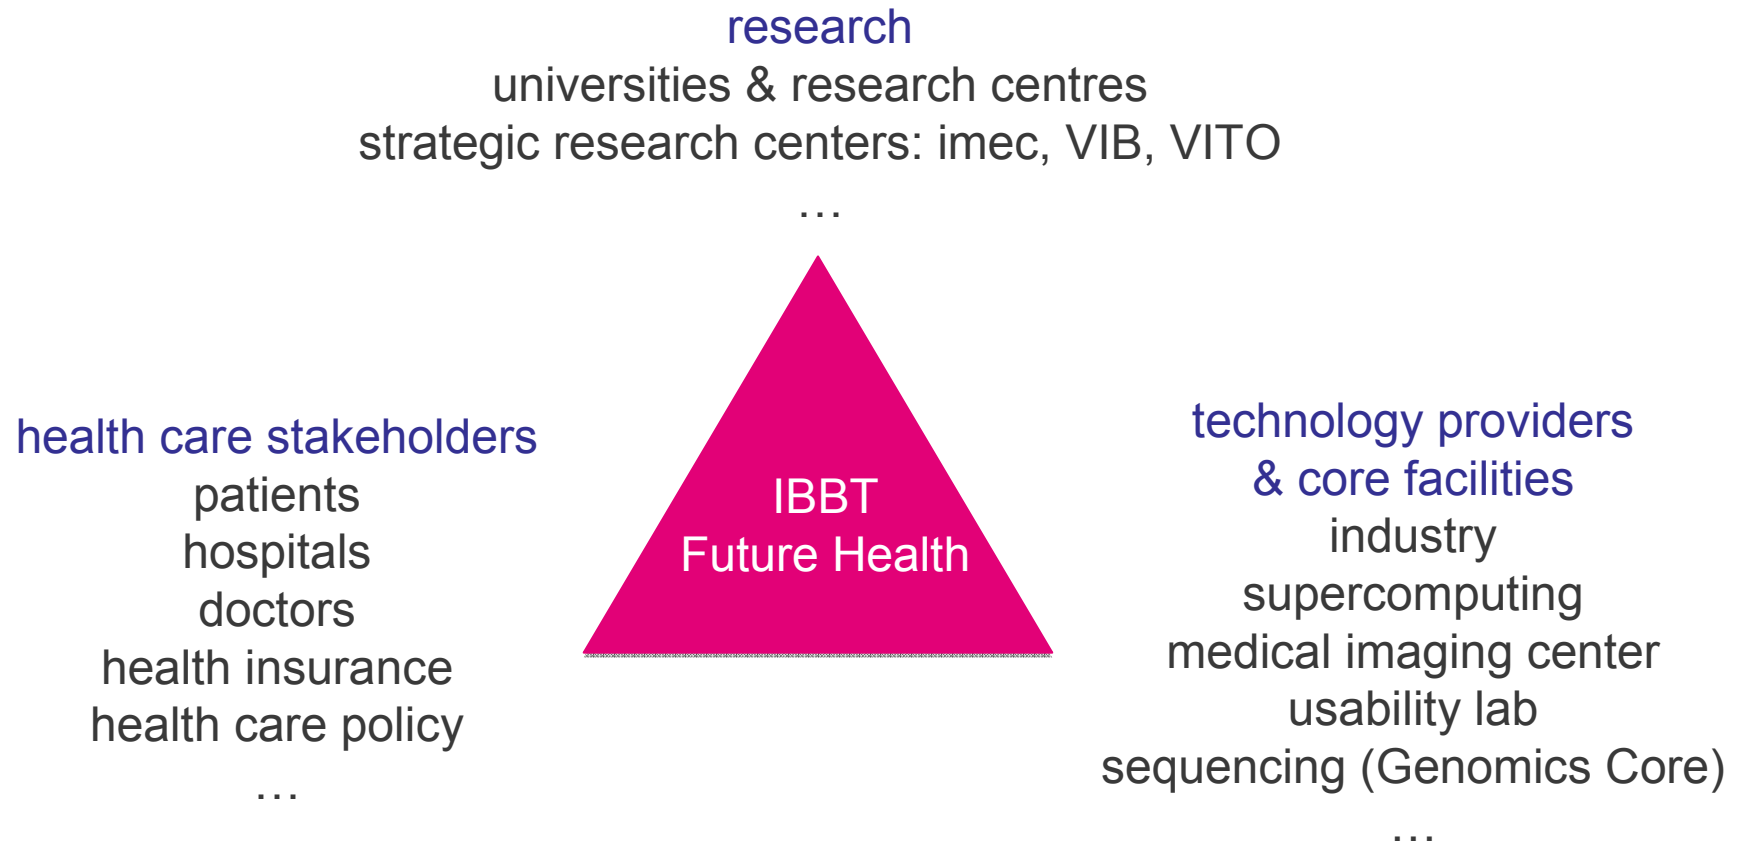 research
universities & research centres
strategic research centers: imec, VIB, VITO
…
health care stakeholders
patients
hospitals
doctors
health insurance
health care policy
…
IBBT
Future Health
technology providers
& core facilities
industry
supercomputing
medical imaging center
usability lab
sequencing (Genomics Core)
…